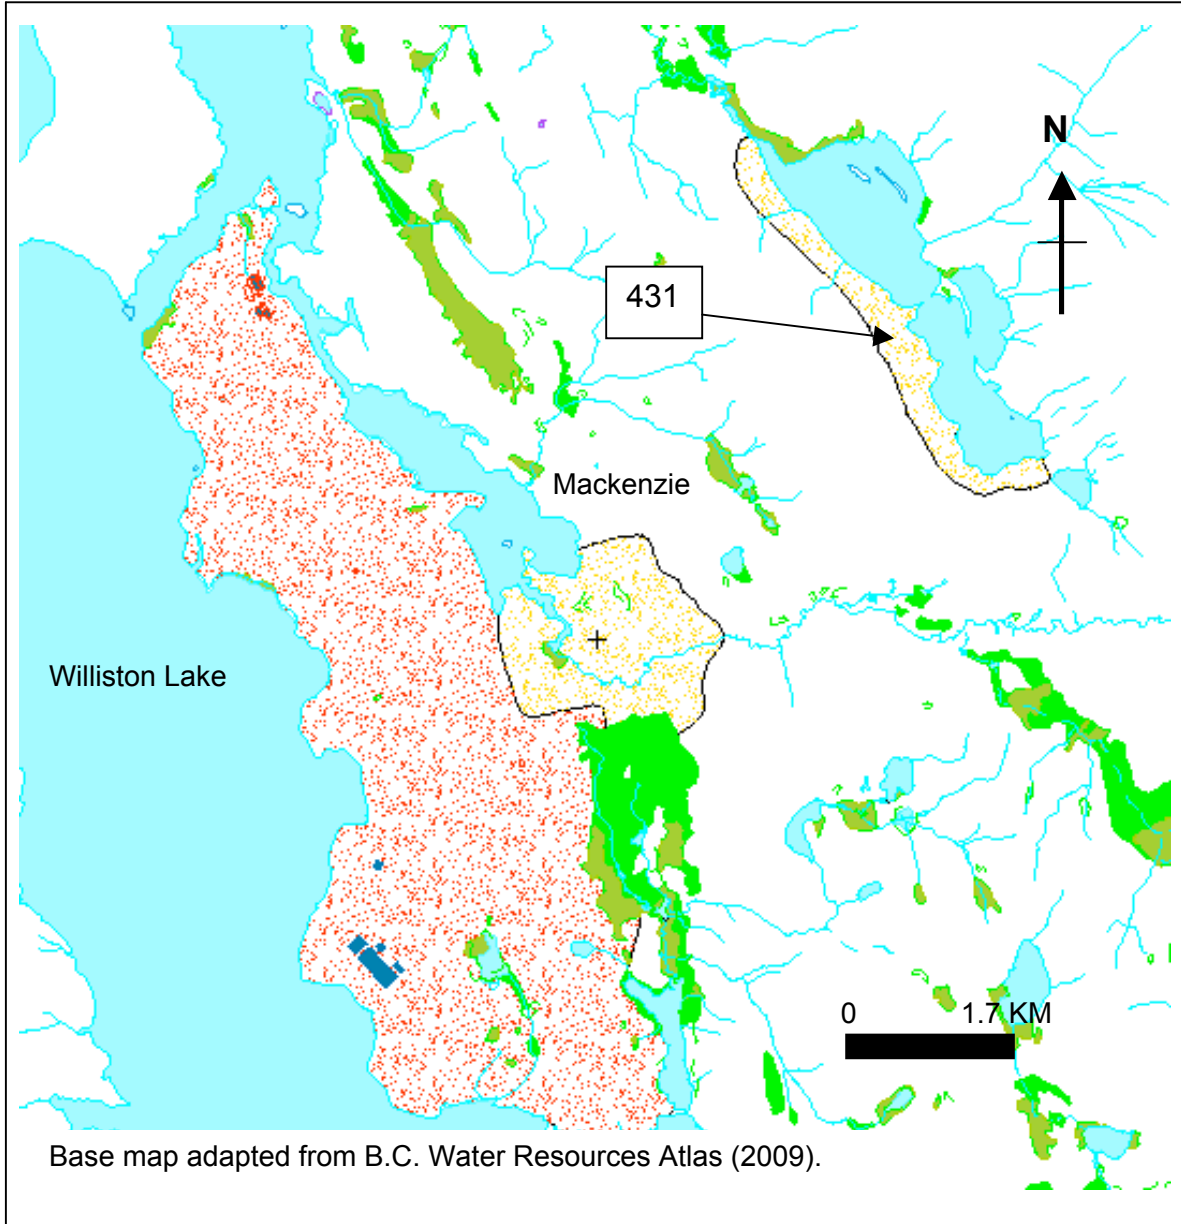 N
431
Mackenzie
Williston Lake
0 1.7 KM
Base map adapted from B.C. Water Resources Atlas (2009).